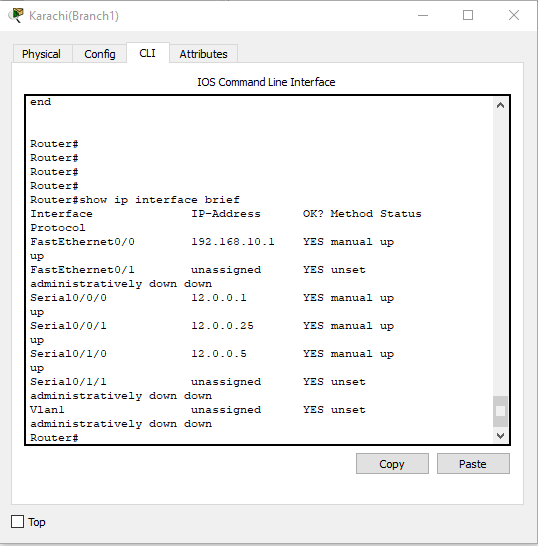 Karachi(Branch1)
Physical Config CLI Attributes
IOS Command Line Interface
end
Router#
Router#
Router#
Router#
Router#show ip interface brief
Interface IP-Address OK? Method Status
Protocol
FastEthernet0/0 192.168.10.1 YES manual up
up
FastEthernet0/1 unassigned YES unset
administratively down down
Serial0/0/0 12.0.0.1 YES manual up
up
Serial0/0/1 12.0.0.25 YES manual up
up
Serial0/1/0 12.0.0.5 YES manual up
up
Serial0/1/1 unassigned YES unset
administratively down down
Vlan1 unassigned YES unset
administratively down down
Router#
Copy Paste
Top